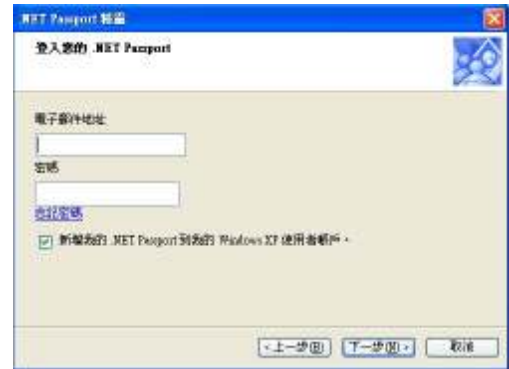 .NET Passport 精靈
登入您的 .NET Passport
電子郵件地址
密碼
忘記密碼
新增我的 .NET Passport 到我的 Windows XP 使用者帳戶。
<上一步(B)
下一步(N)>
取消